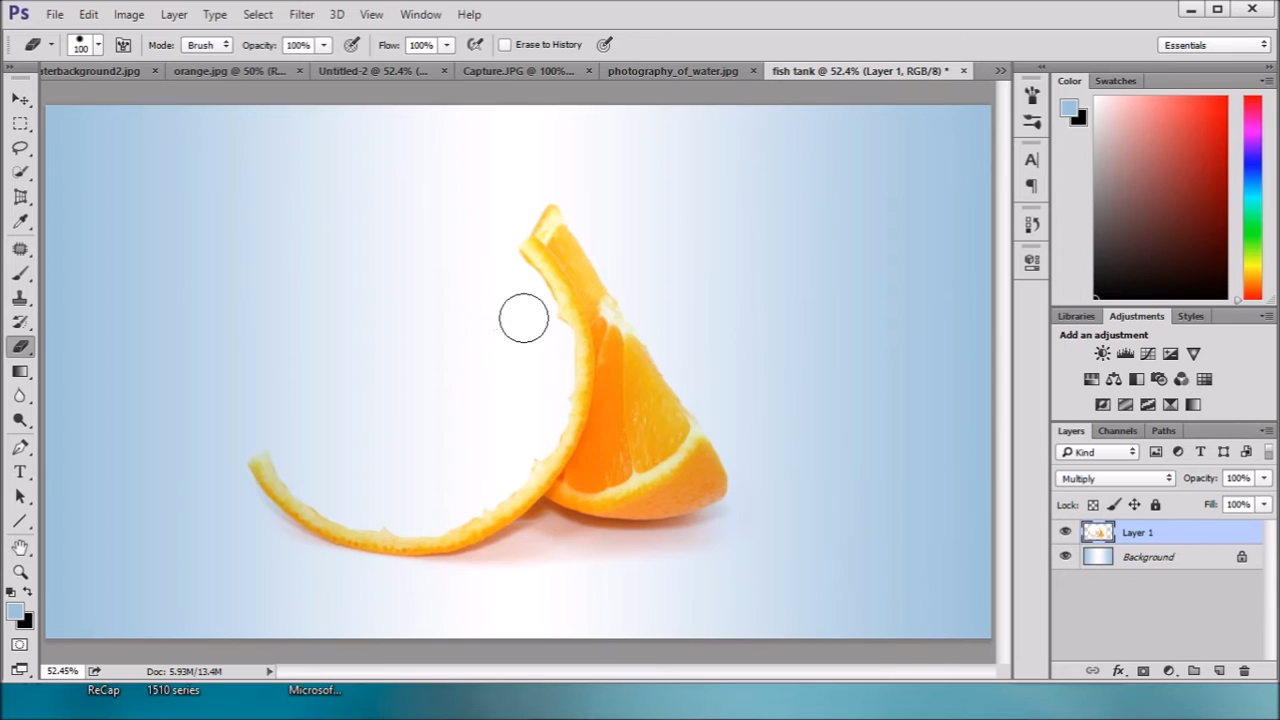 Ps File Edit Image Layer Type Select Filter 3D View Window Help
100 Mode: Brush Opacity: 100% Flow: 100% Erase to History Essentials
terbackground2.jpg × orange.jpg @ 50% (R... × Untitled-2 @ 52.4% (... × Capture.JPG @ 100%... × photography_of_water.jpg × fish tank @ 52.4% (Layer 1, RGB/8) * ×
Color Swatches
Libraries Adjustments Styles
Add an adjustment
Layers Channels Paths
Kind
Multiply Opacity: 100%
Lock: Fill: 100%
Layer 1
Background
52.45% Doc: 5.93M/13.4M
ReCap 1510 series Microsof...